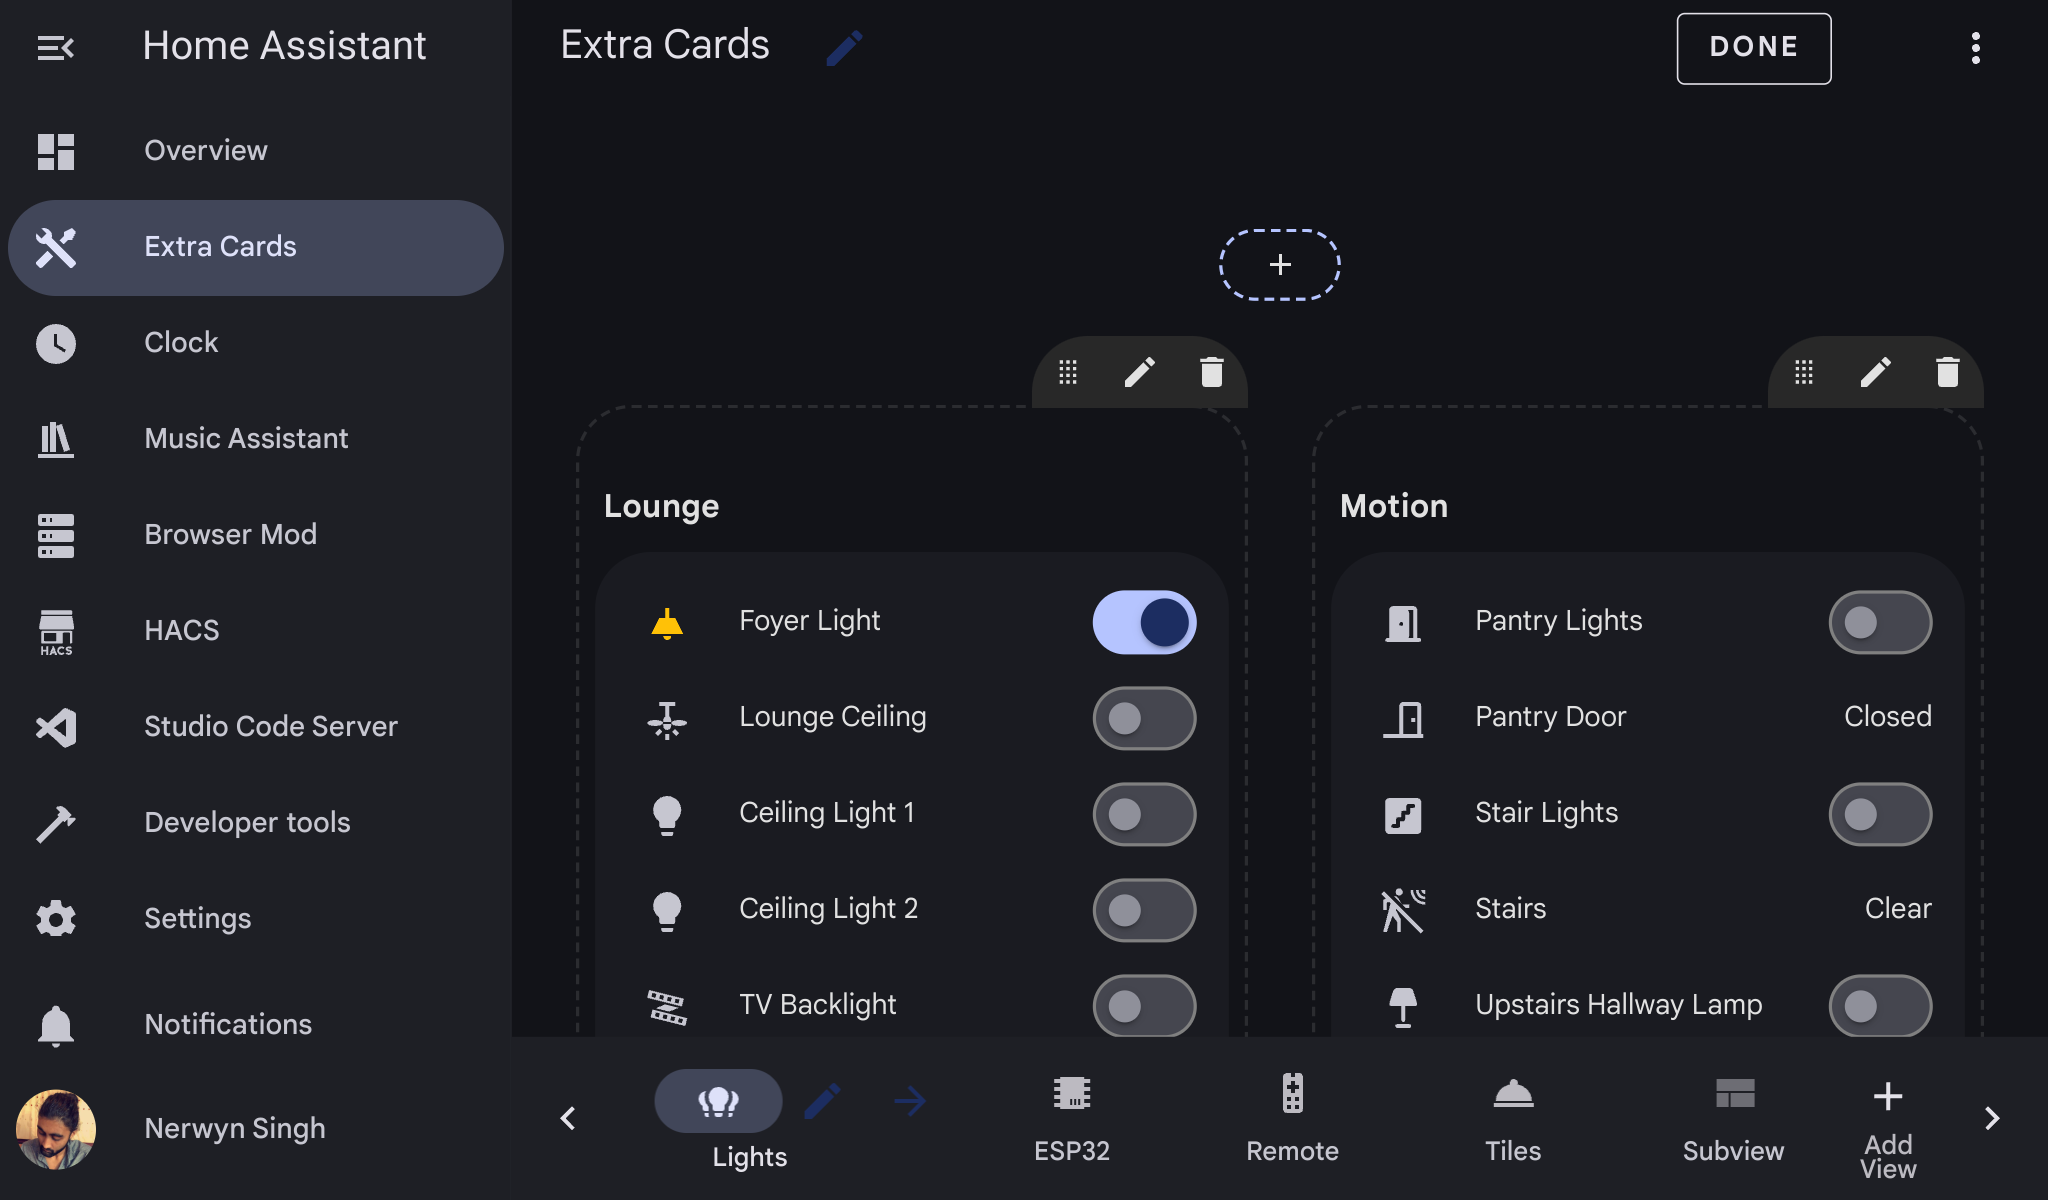 Home Assistant
Overview
Extra Cards
Clock
Music Assistant
Browser Mod
HACS
HACS
Studio Code Server
Developer tools
Settings
Notifications
Nerwyn Singh
Extra Cards
DONE
Lounge
Foyer Light
Lounge Ceiling
Ceiling Light 1
Ceiling Light 2
TV Backlight
Motion
Pantry Lights
Pantry Door Closed
Stair Lights
Stairs Clear
Upstairs Hallway Lamp
Lights
ESP32
Remote
Tiles
Subview
Add
View